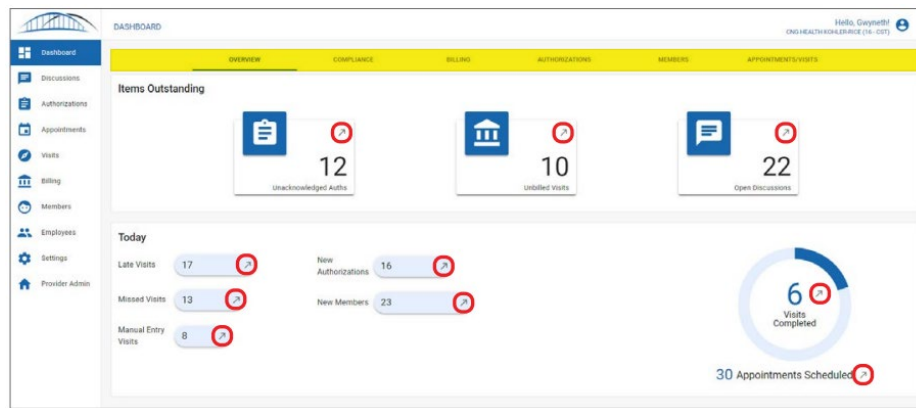 DASHBOARD
Hello, Gwyneth!
CNG HEALTH-KOHLER-RICE (16 - CST)
Dashboard
Discussions
Authorizations
Appointments
Visits
Billing
Members
Employees
Settings
Provider Admin
OVERVIEW COMPLIANCE BILLING AUTHORIZATIONS MEMBERS APPOINTMENTS/VISITS
Items Outstanding
12
Unacknowledged Auths
10
Unbilled Visits
22
Open Discussions
Today
Late Visits 17
Missed Visits 13
Manual Entry
Visits 8
New
Authorizations 16
New Members 23
6
Visits
Completed
30 Appointments Scheduled